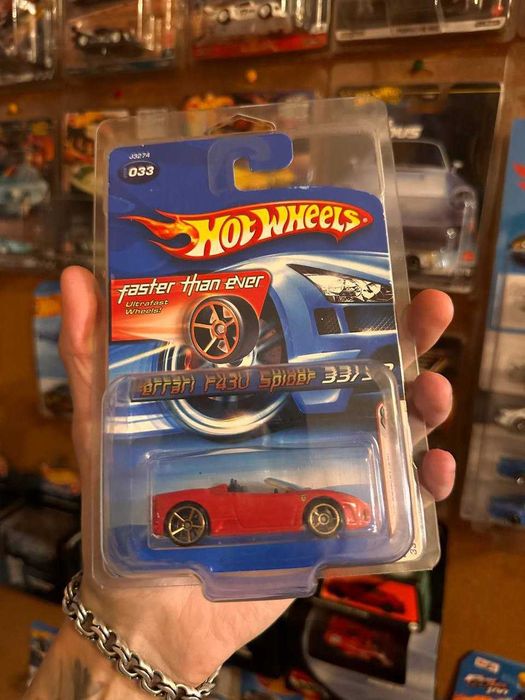 J3274
033
HOT WHEELS
faster than ever
Ultrafast
Wheels!
Ferrari F430 Spider 33/